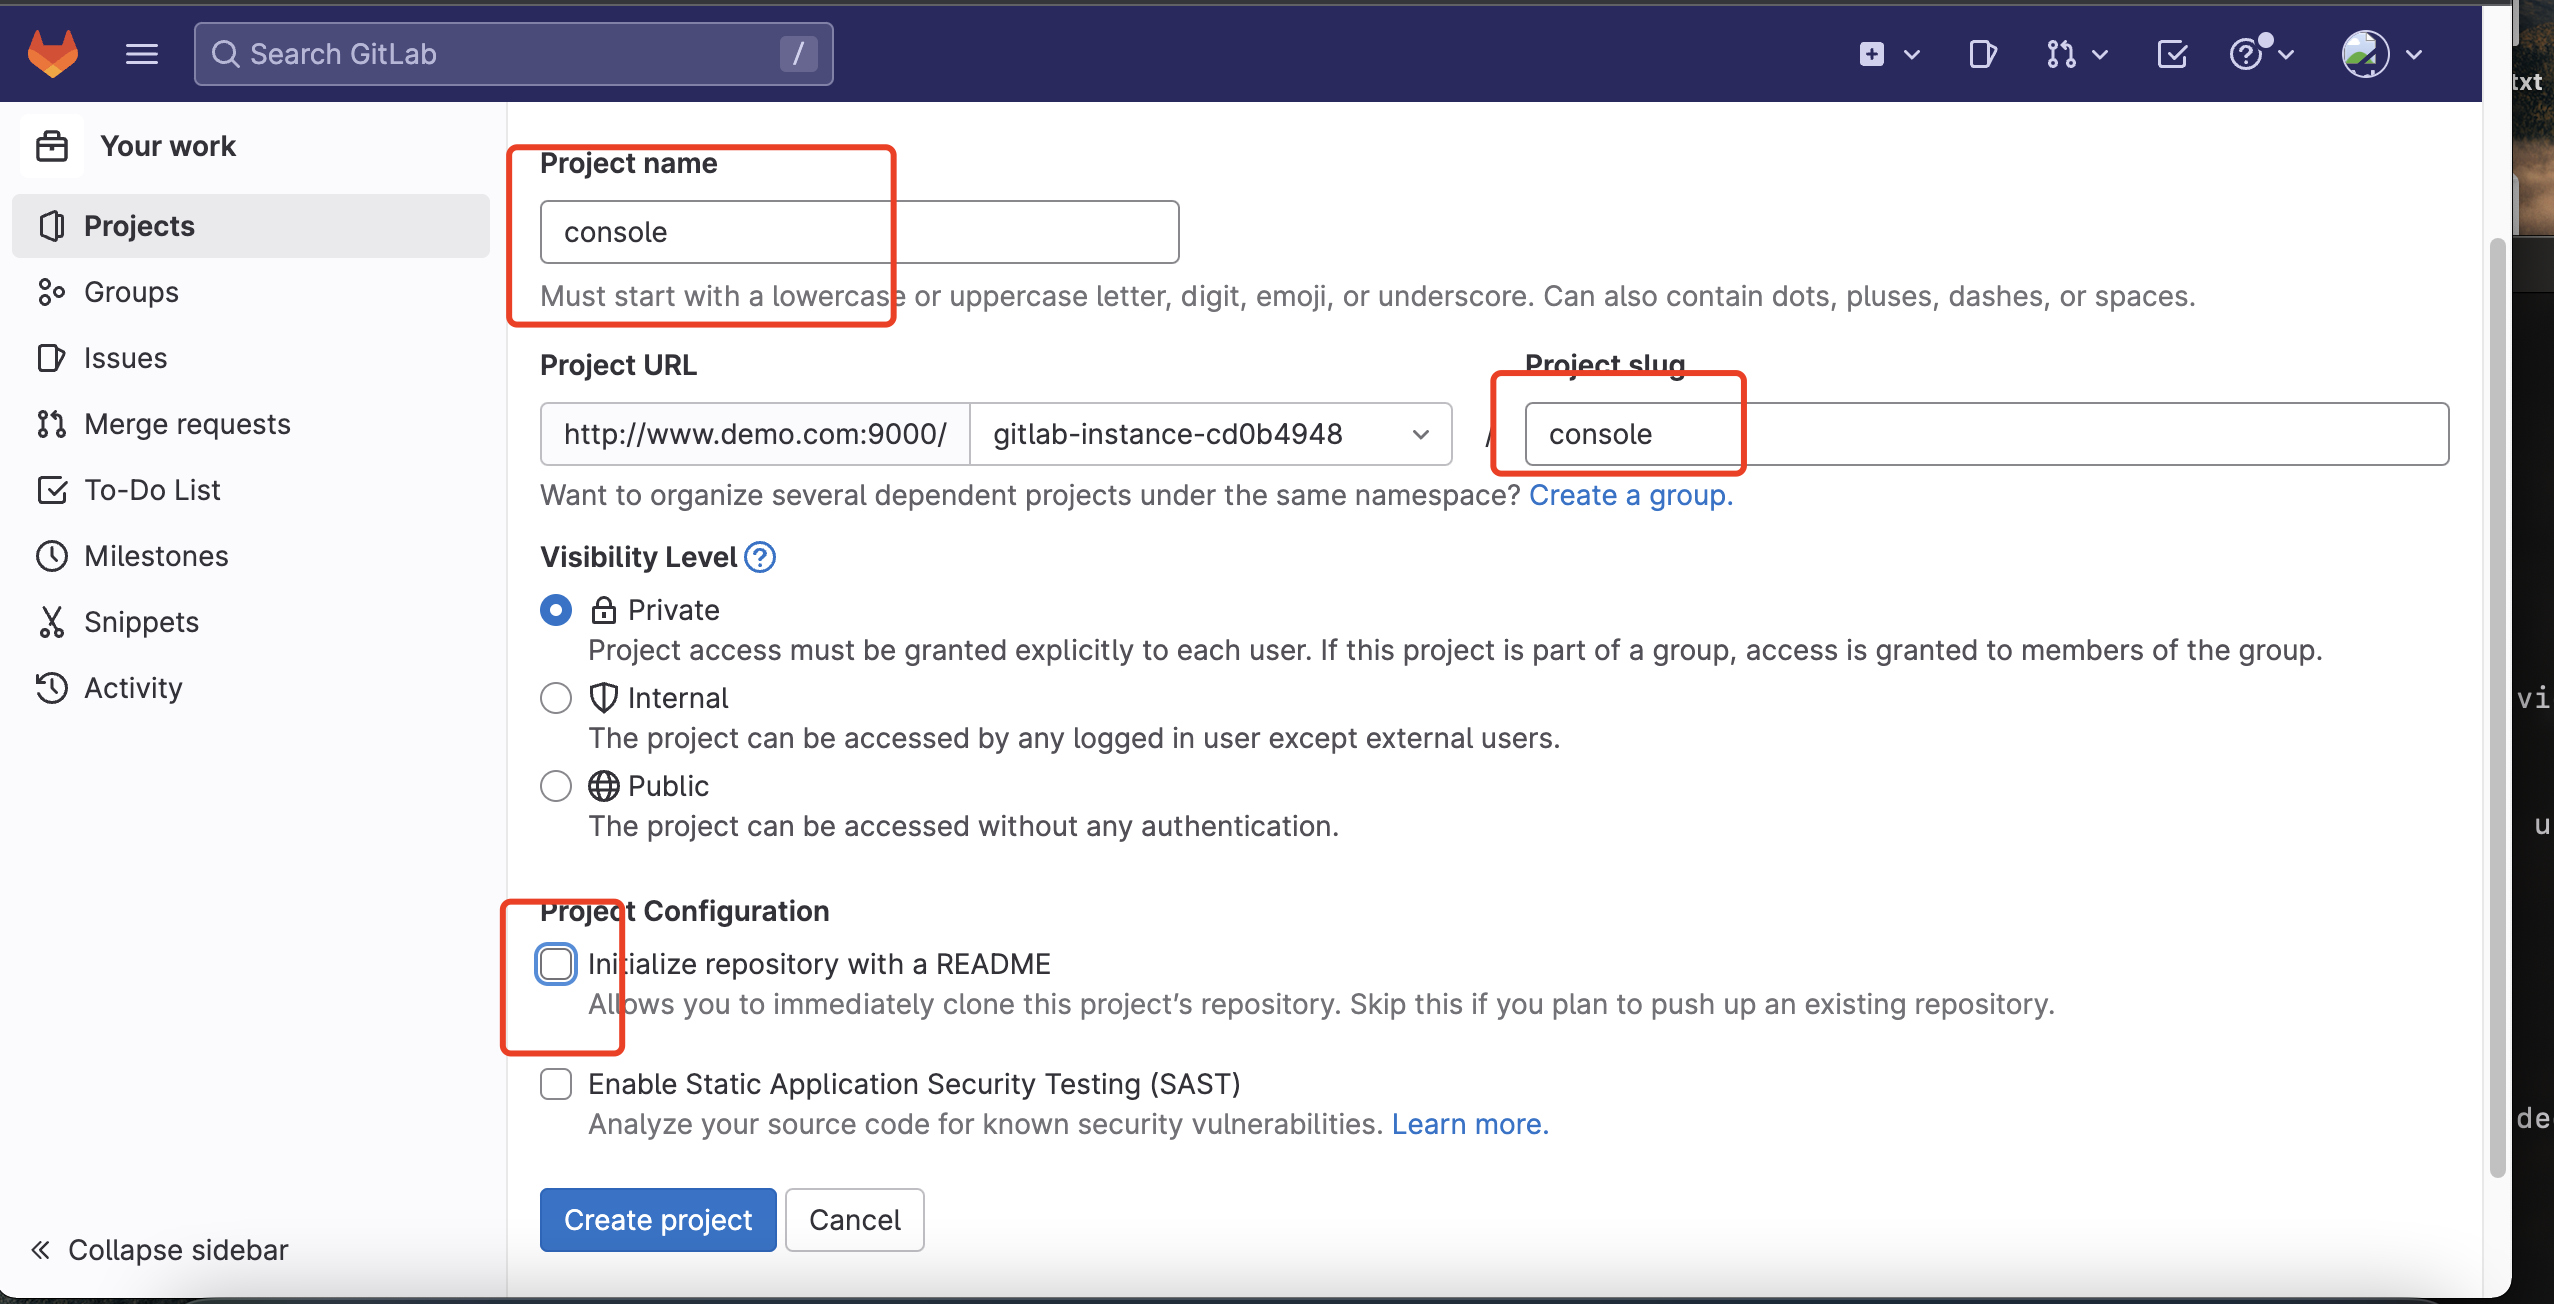 Search GitLab
/
txt
Your work
Projects
Groups
Issues
Merge requests
To-Do List
Milestones
Snippets
Activity
Collapse sidebar
Project name
console
Must start with a lowercase or uppercase letter, digit, emoji, or underscore. Can also contain dots, pluses, dashes, or spaces.
Project URL
Project slug
http://www.demo.com:9000/ gitlab-instance-cd0b4948 / console
Want to organize several dependent projects under the same namespace? Create a group.
Visibility Level
Private
Project access must be granted explicitly to each user. If this project is part of a group, access is granted to members of the group.
Internal
The project can be accessed by any logged in user except external users.
Public
The project can be accessed without any authentication.
Project Configuration
Initialize repository with a README
Allows you to immediately clone this project’s repository. Skip this if you plan to push up an existing repository.
Enable Static Application Security Testing (SAST)
Analyze your source code for known security vulnerabilities. Learn more.
Create project
Cancel
vi
u
de